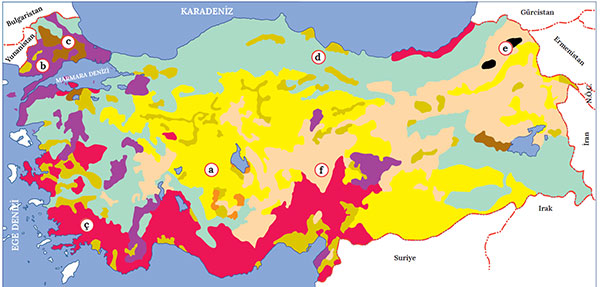 Bulgaristan
KARADENİZ
Gürcistan
Yunanistan
c
b
MARMARA DENİZİ
d
e
Ermenistan
N.Ö.C.
İran
a
f
EGE DENİZİ
ç
Irak
Suriye